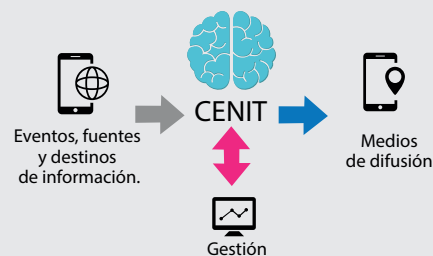 CENIT
Eventos, fuentes
y destinos
de información.
Medios
de difusión
Gestión